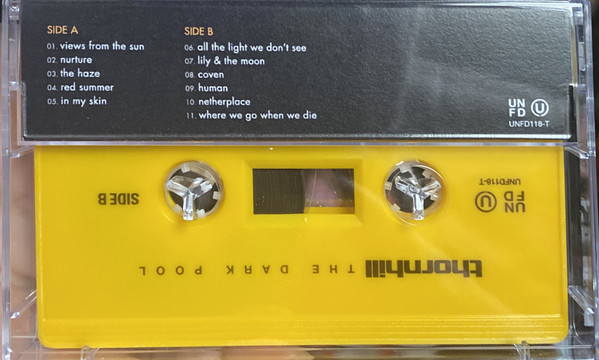 SIDE A
01. views from the sun
02. nurture
03. the haze
04. red summer
05. in my skin
SIDE B
06. all the light we don't see
07. lily & the moon
08. coven
09. human
10. netherplace
11. where we go when we die
UN
FD
UNFD118-T
SIDE B
UN
FD
UNFD118-T
thornhill THE DARK POOL